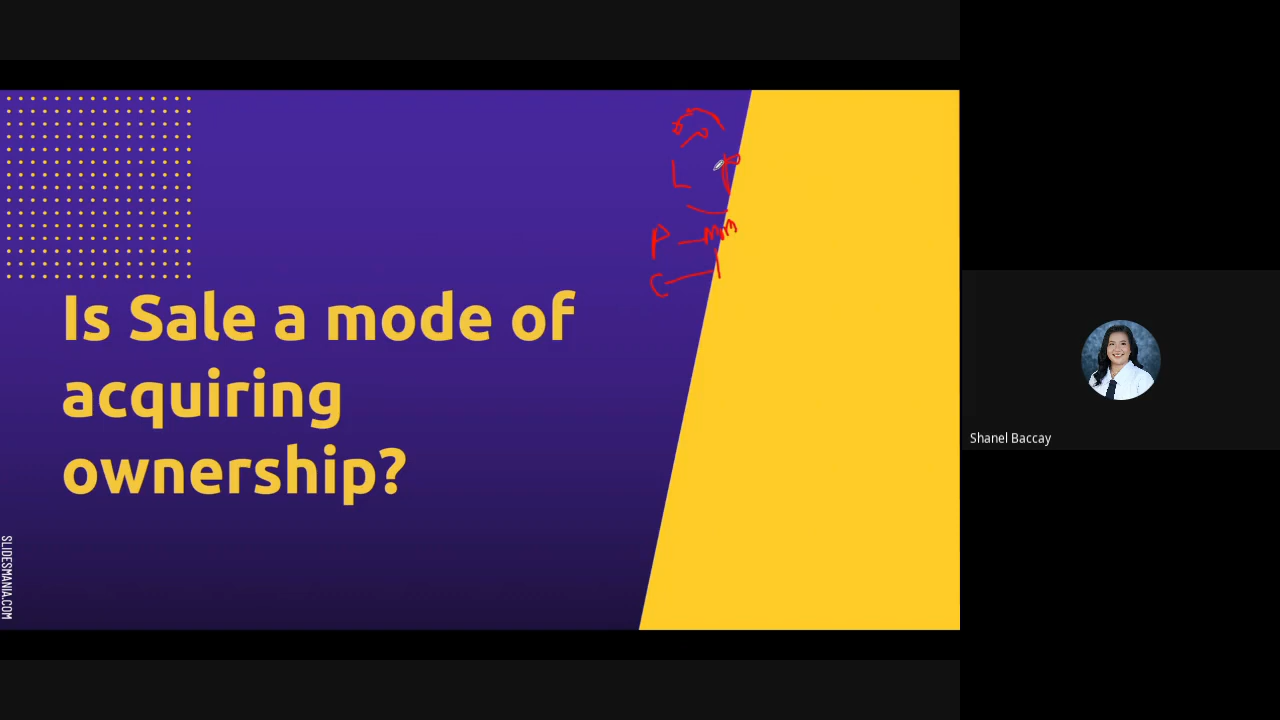 Is Sale a mode of
acquiring
ownership?
L
P
C
SLIDESMANIA.COM
Shanel Baccay